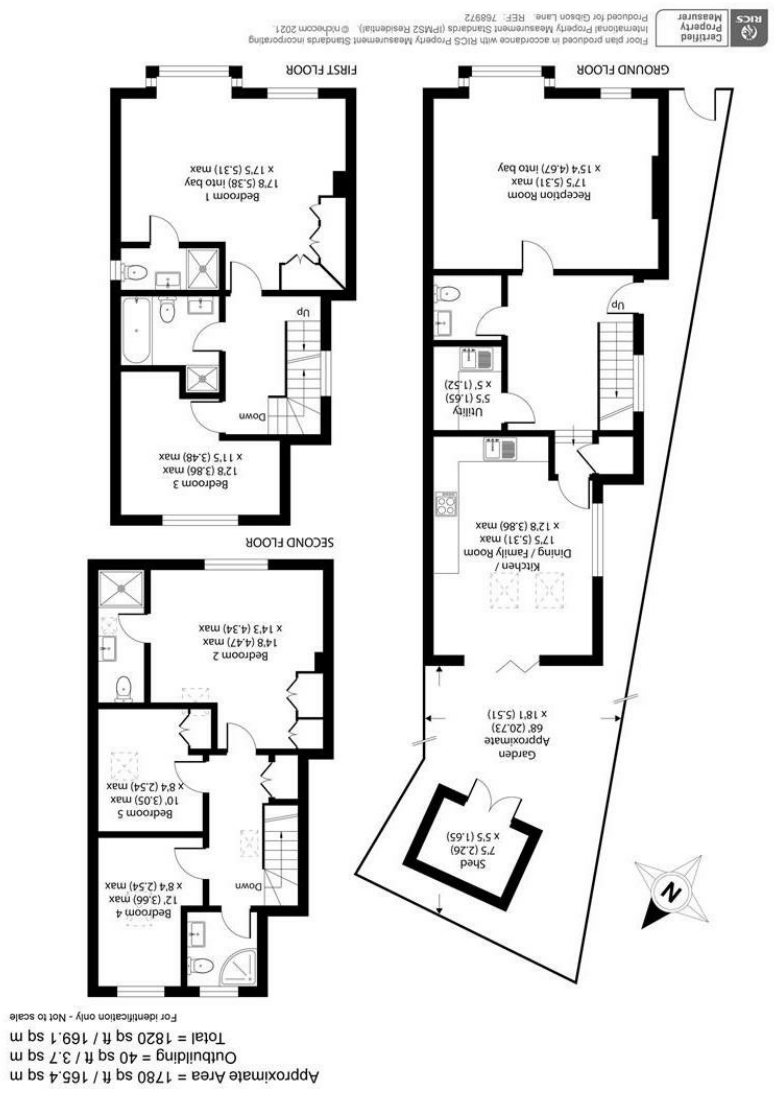 Approximate Area = 1780 sq ft / 165.4 sq m
Outbuilding = 40 sq ft / 3.7 sq m
Total = 1820 sq ft / 169.1 sq m
For identification only - Not to scale
N
Shed
7'5 (2.26)
x 5'5 (1.65)
Garden
Approximate
68' (20.73)
x 18'1 (5.51)
Kitchen /
Dining / Family Room
17'5 (5.31) max
x 12'8 (3.86) max
Utility
5'5 (1.65)
x 5' (1.52)
Up
Reception Room
17'5 (5.31) max
x 15'4 (4.67) into bay
GROUND FLOOR
Down
Bedroom 4
12' (3.66) max
x 8'4 (2.54) max
Bedroom 5
10' (3.05) max
x 8'4 (2.54) max
Bedroom 2
14'8 (4.47) max
x 14'3 (4.34) max
SECOND FLOOR
Bedroom 3
12'8 (3.86) max
x 11'5 (3.48) max
Down
Up
Bedroom 1
17'8 (5.38) into bay
x 17'5 (5.31) max
FIRST FLOOR
RICS
Certified
Property
Measurer
Floor plan produced in accordance with RICS Property Measurement Standards incorporating
International Property Measurement Standards (IPMS2 Residential). © nichecom 2021.
Produced for Gibson Lane. REF: 768972